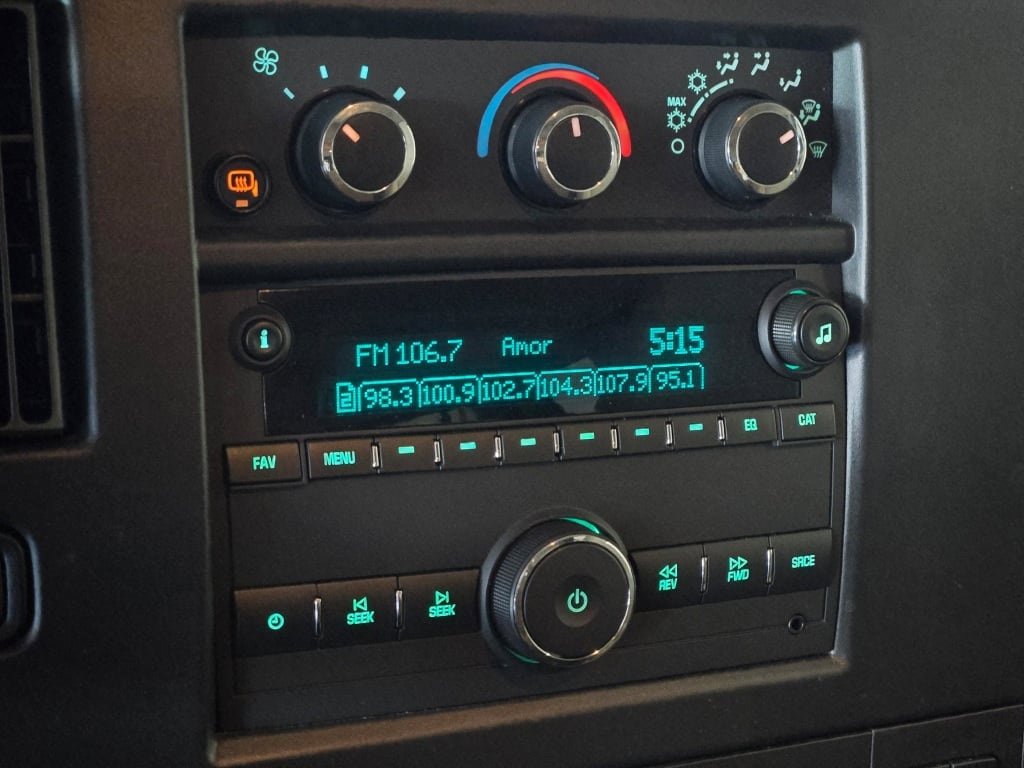 MAX
i
FM 106.7 Amor 5:15
2 98.3 100.9 102.7 104.3 107.9 95.1
FAV MENU EQ CAT
SEEK SEEK REV FWD SRCE